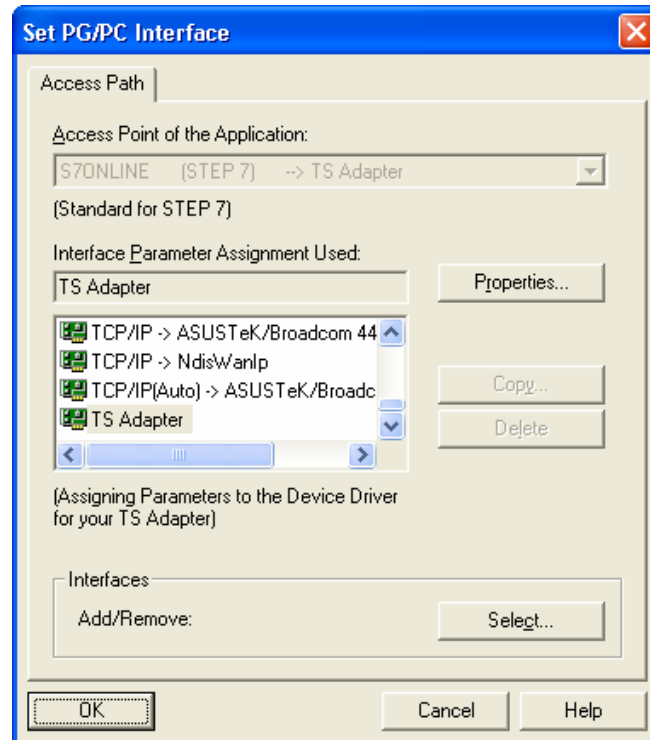 Set PG/PC Interface
Access Path
Access Point of the Application:
S7ONLINE (STEP 7) --> TS Adapter
(Standard for STEP 7)
Interface Parameter Assignment Used:
TS Adapter
Properties...
TCP/IP -> ASUSTeK/Broadcom 44
TCP/IP -> NdisWanIp
TCP/IP(Auto) -> ASUSTeK/Broadc
TS Adapter
Copy...
Delete
(Assigning Parameters to the Device Driver
for your TS Adapter)
Interfaces
Add/Remove:
Select...
OK
Cancel
Help